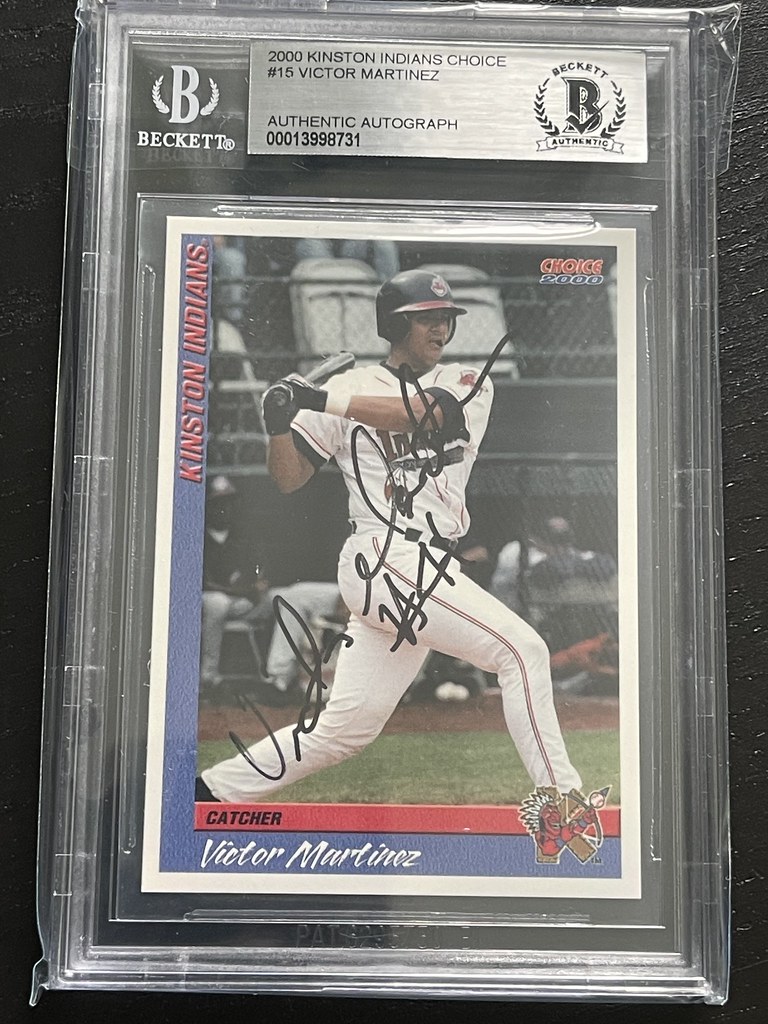 2000 KINSTON INDIANS CHOICE
#15 VICTOR MARTINEZ
AUTHENTIC AUTOGRAPH
00013998731
B
BECKETT®
BECKETT
B
AUTHENTIC
KINSTON INDIANS
CHOICE
2000
CATCHER
Victor Martinez